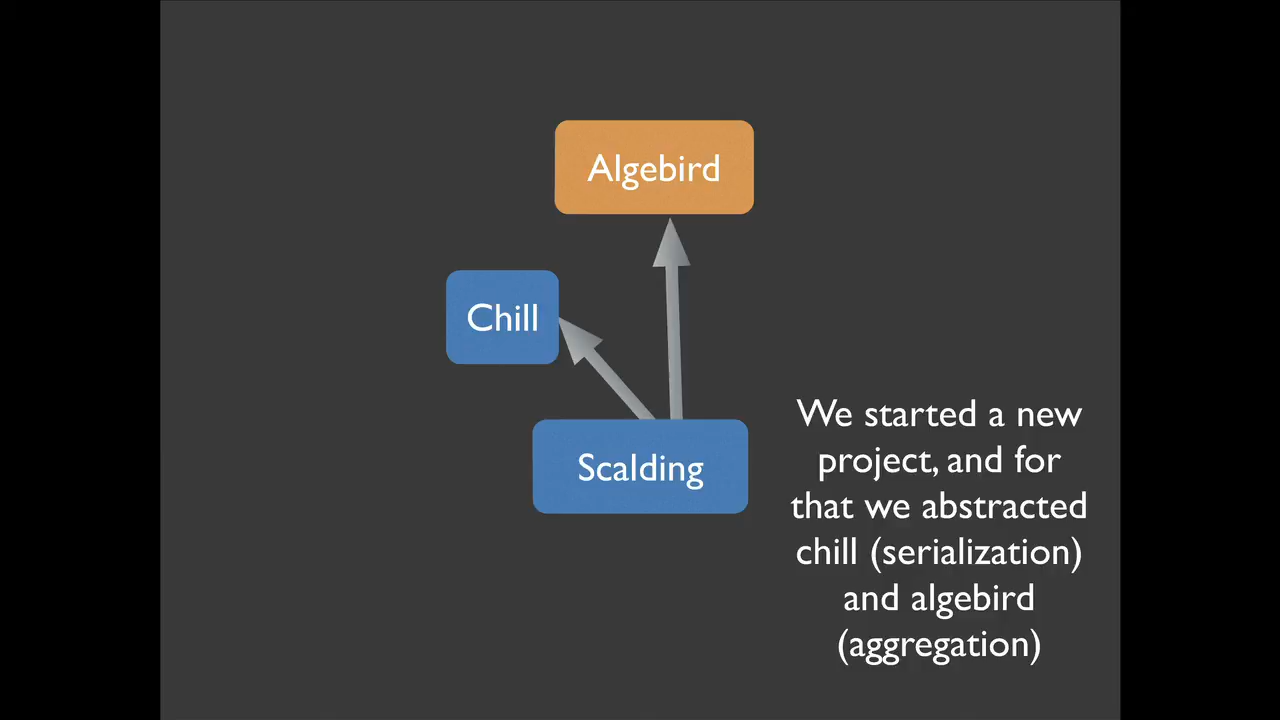 Algebird
Chill
Scalding
We started a new
project, and for
that we abstracted
chill (serialization)
and algebird
(aggregation)